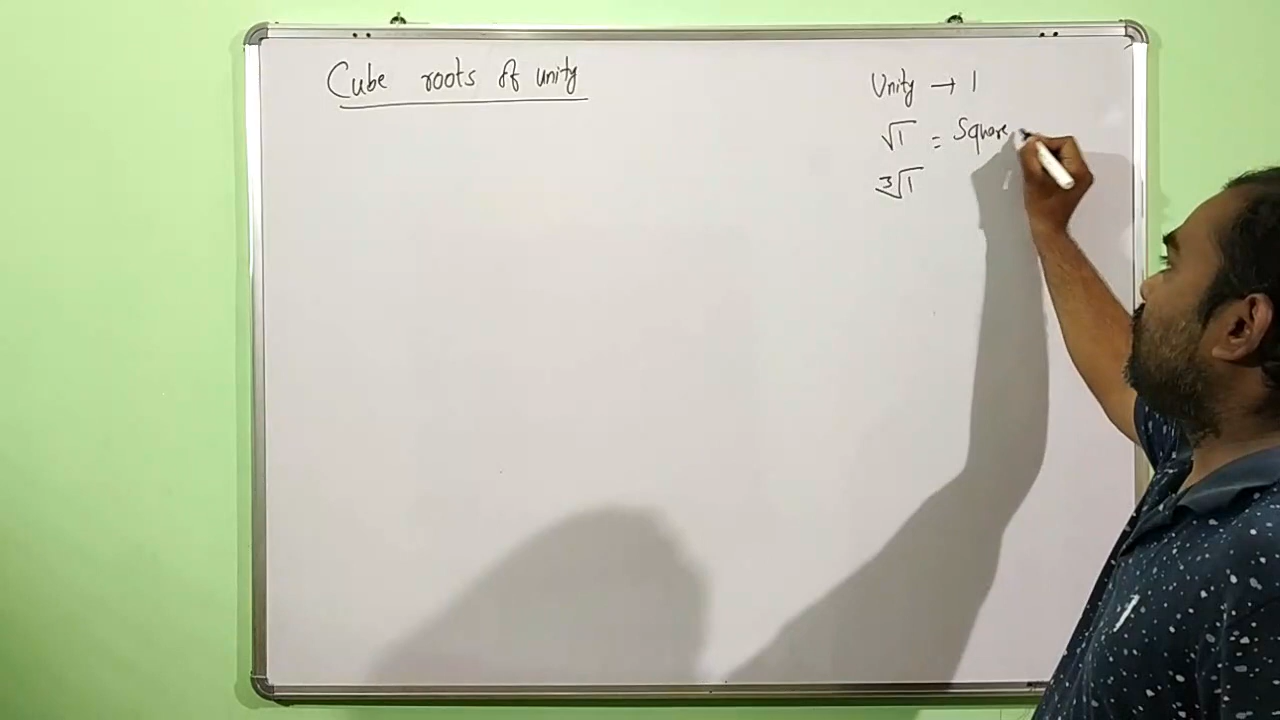 Cube roots of unity
Unity → 1
√1 = Square
∛1